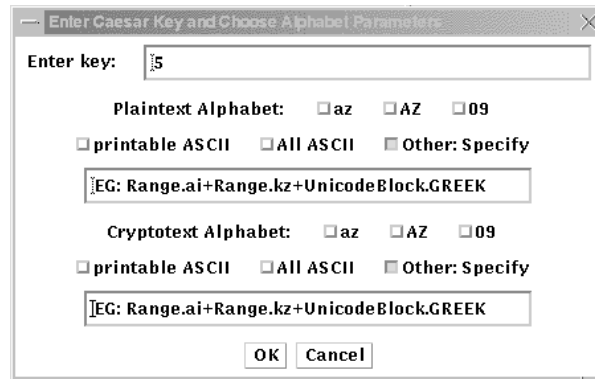 Enter Caesar Key and Choose Alphabet Parameters
Enter key: 5
Plaintext Alphabet: az AZ 09
printable ASCII All ASCII Other: Specify
EG: Range.ai+Range.kz+UnicodeBlock.GREEK
Cryptotext Alphabet: az AZ 09
printable ASCII All ASCII Other: Specify
EG: Range.ai+Range.kz+UnicodeBlock.GREEK
OK Cancel